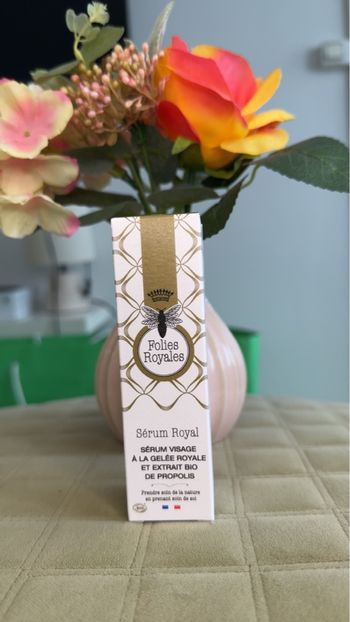 Folies
Royales
Sérum Royal
SÉRUM VISAGE
À LA GELÉE ROYALE
ET EXTRAIT BIO
DE PROPOLIS
Prendre soin de la nature
en prenant soin de soi
BIO